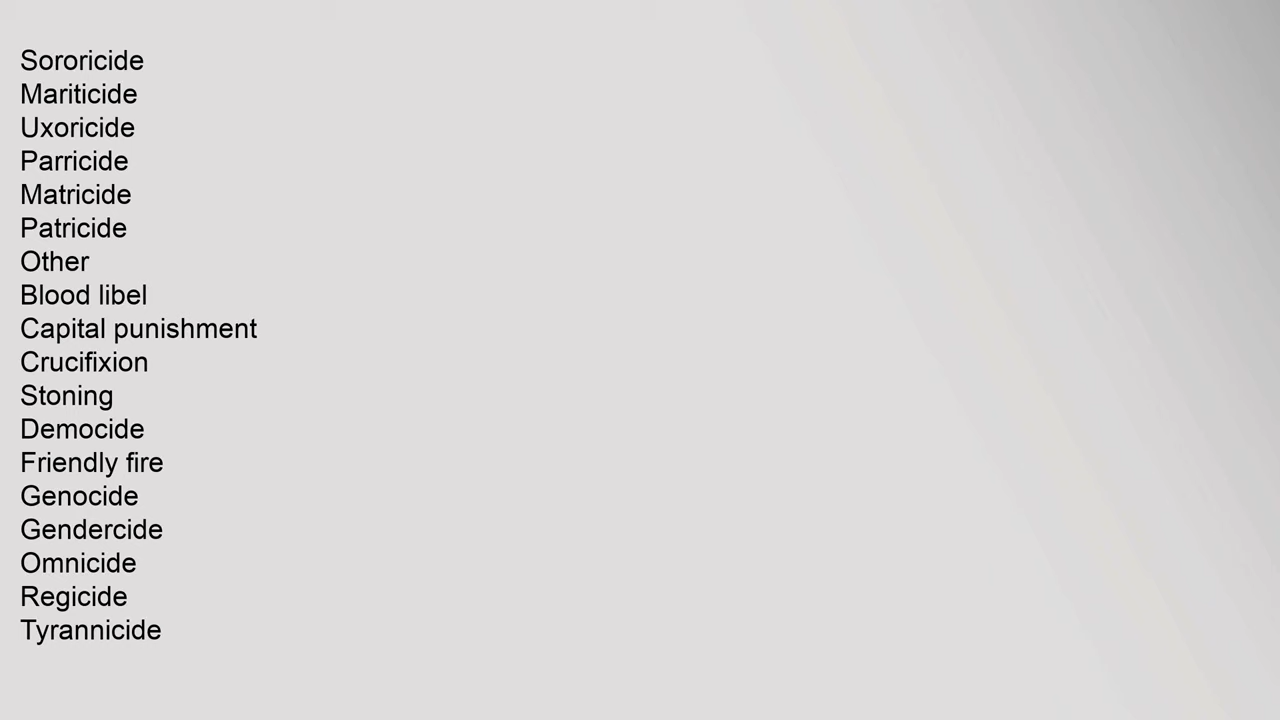 Sororicide
Mariticide
Uxoricide
Parricide
Matricide
Patricide
Other
Blood libel
Capital punishment
Crucifixion
Stoning
Democide
Friendly fire
Genocide
Gendercide
Omnicide
Regicide
Tyrannicide